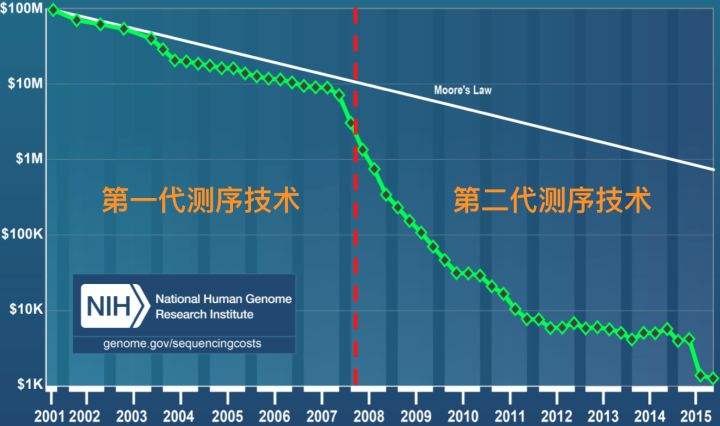 $100M
$10M
Moore's Law
$1M
第一代测序技术
第二代测序技术
$100K
NIH
National Human Genome
Research Institute
genome.gov/sequencingcosts
$10K
$1K
2001 2002 2003 2004 2005 2006 2007 2008 2009 2010 2011 2012 2013 2014 2015